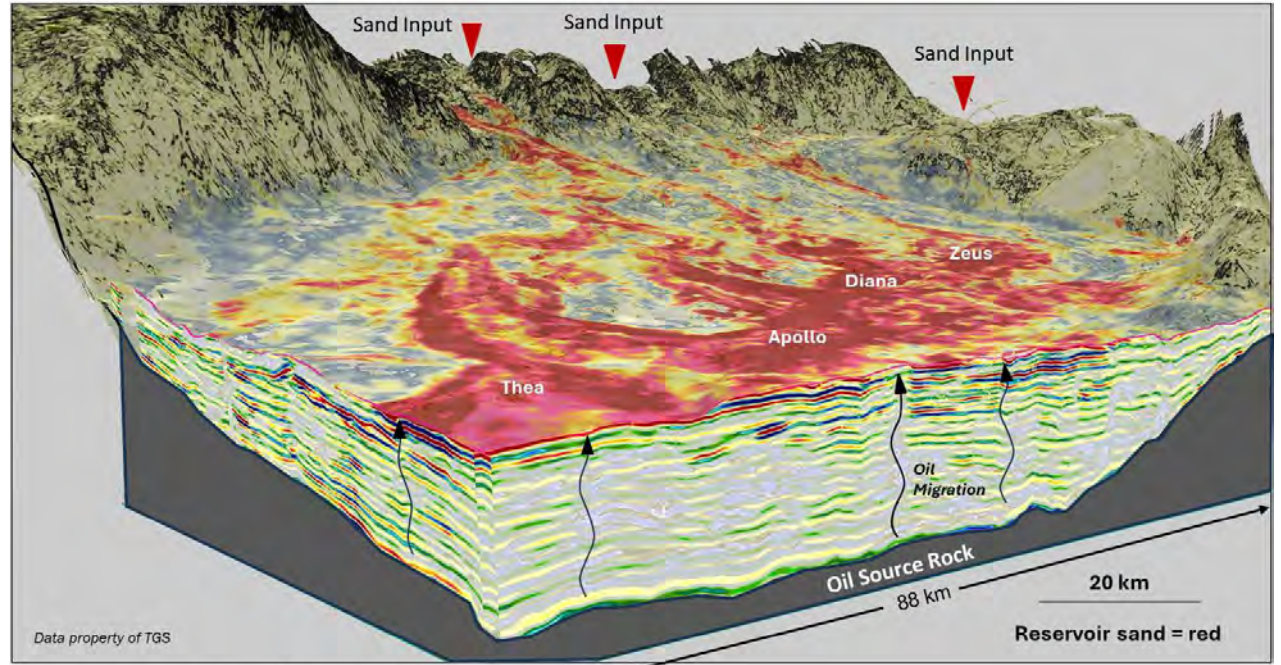 Sand Input
Sand Input
Sand Input
Zeus
Diana
Apollo
Thea
Oil
Migration
Oil Source Rock
88 km
20 km
Reservoir sand = red
Data property of TGS